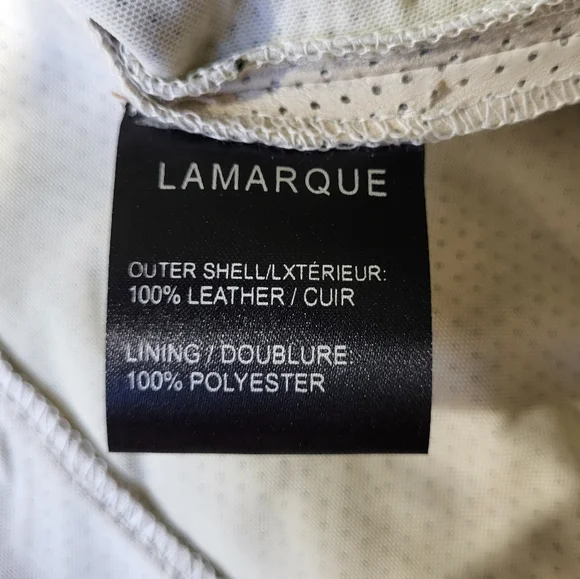 LAMARQUE
OUTER SHELL/LXTÉRIEUR:
100% LEATHER / CUIR
LINING / DOUBLURE:
100% POLYESTER